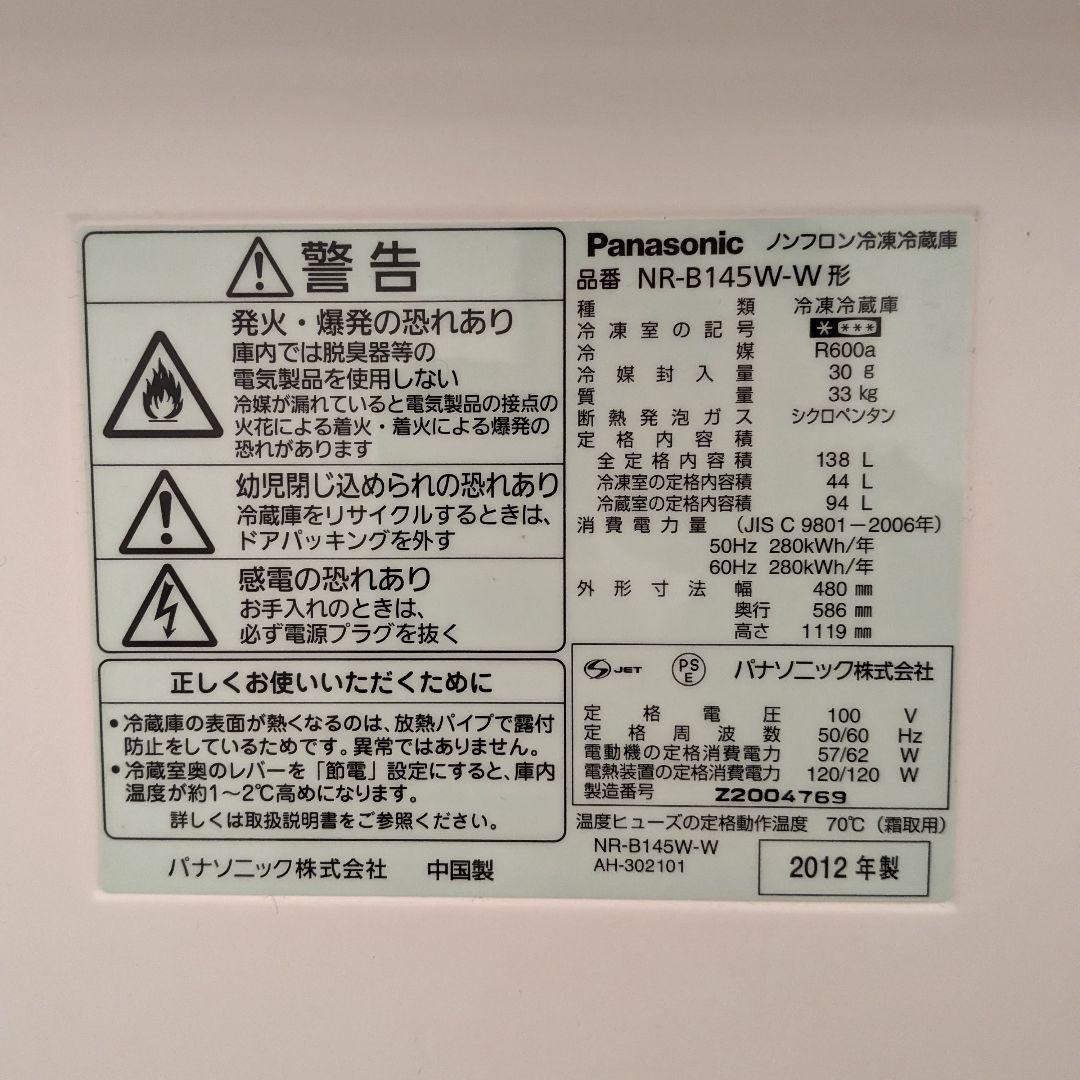 警告
発火・爆発の恐れあり
庫内では脱臭器等の
電気製品を使用しない
冷媒が漏れていると電気製品の接点の
火花による着火・着火による爆発の
恐れがあります
幼児閉じ込められの恐れあり
冷蔵庫をリサイクルするときは、
ドアパッキングを外す
感電の恐れあり
お手入れのときは、
必ず電源プラグを抜く
正しくお使いいただくために
•冷蔵庫の表面が熱くなるのは、放熱パイプで露付
防止をしているためです。異常ではありません。
•冷蔵室奥のレバーを「節電」設定にすると、庫内
温度が約1～2℃高めになります。
詳しくは取扱説明書をご参照ください。
パナソニック株式会社 中国製
Panasonic ノンフロン冷凍冷蔵庫
品番 NR-B145W-W形
種類 冷凍冷蔵庫
冷凍室の記号 * ***
冷媒 R600a
冷媒封入量 30 g
質量 33 kg
断熱発泡ガス シクロペンタン
定格内容積
全定格内容積 138 L
冷凍室の定格内容積 44 L
冷蔵室の定格内容積 94 L
消費電力量 (JIS C 9801-2006年)
50Hz 280kWh/年
60Hz 280kWh/年
外形寸法 幅 480 mm
奥行 586 mm
高さ 1119 mm
S JET PSE パナソニック株式会社
定格電圧 100 V
定格周波数 50/60 Hz
電動機の定格消費電力 57/62 W
電熱装置の定格消費電力 120/120 W
製造番号 Z2004769
温度ヒューズの定格動作温度 70℃ (霜取用)
NR-B145W-W
AH-302101
2012年製